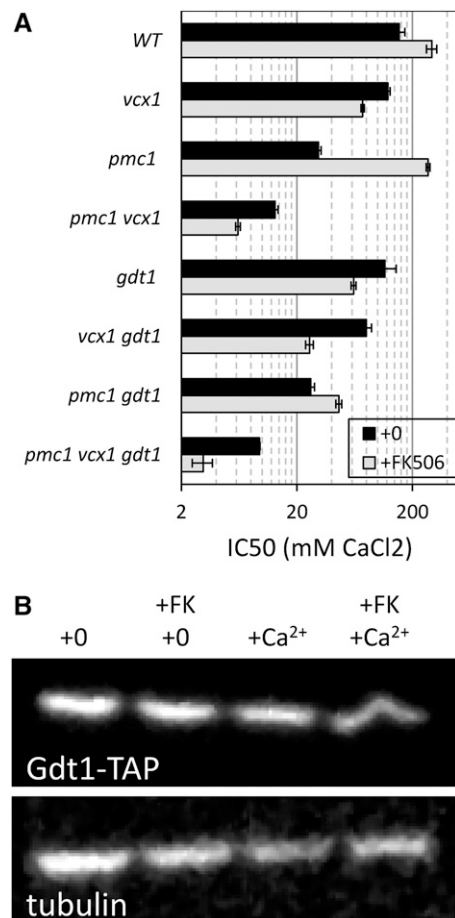 A
WT
vcx1
pmc1
pmc1 vcx1
gdt1
vcx1 gdt1
pmc1 gdt1
pmc1 vcx1 gdt1
+0
+FK506
2 20 200
IC50 (mM CaCl2)
B
+FK +FK
+0 +0 +Ca²⁺ +Ca²⁺
Gdt1-TAP
tubulin